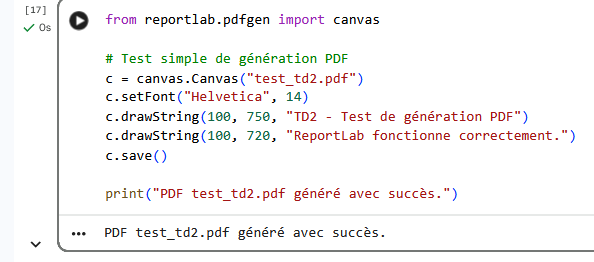 [17]
0s
from reportlab.pdfgen import canvas
# Test simple de génération PDF
c = canvas.Canvas("test_td2.pdf")
c.setFont("Helvetica", 14)
c.drawString(100, 750, "TD2 - Test de génération PDF")
c.drawString(100, 720, "ReportLab fonctionne correctement.")
c.save()
print("PDF test_td2.pdf généré avec succès.")
PDF test_td2.pdf généré avec succès.